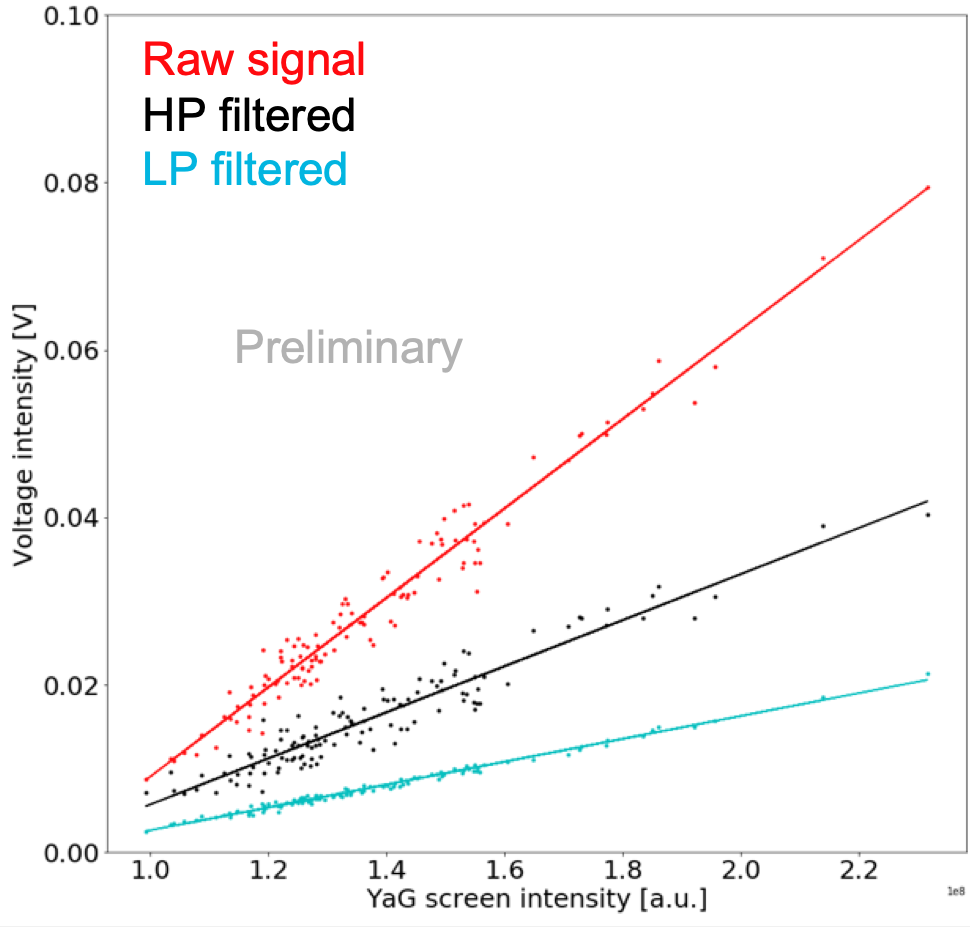 Raw signal
HP filtered
LP filtered
Preliminary
Voltage intensity [V]
0.10
0.08
0.06
0.04
0.02
0.00
1.0 1.2 1.4 1.6 1.8 2.0 2.2
YaG screen intensity [a.u.]
1e8